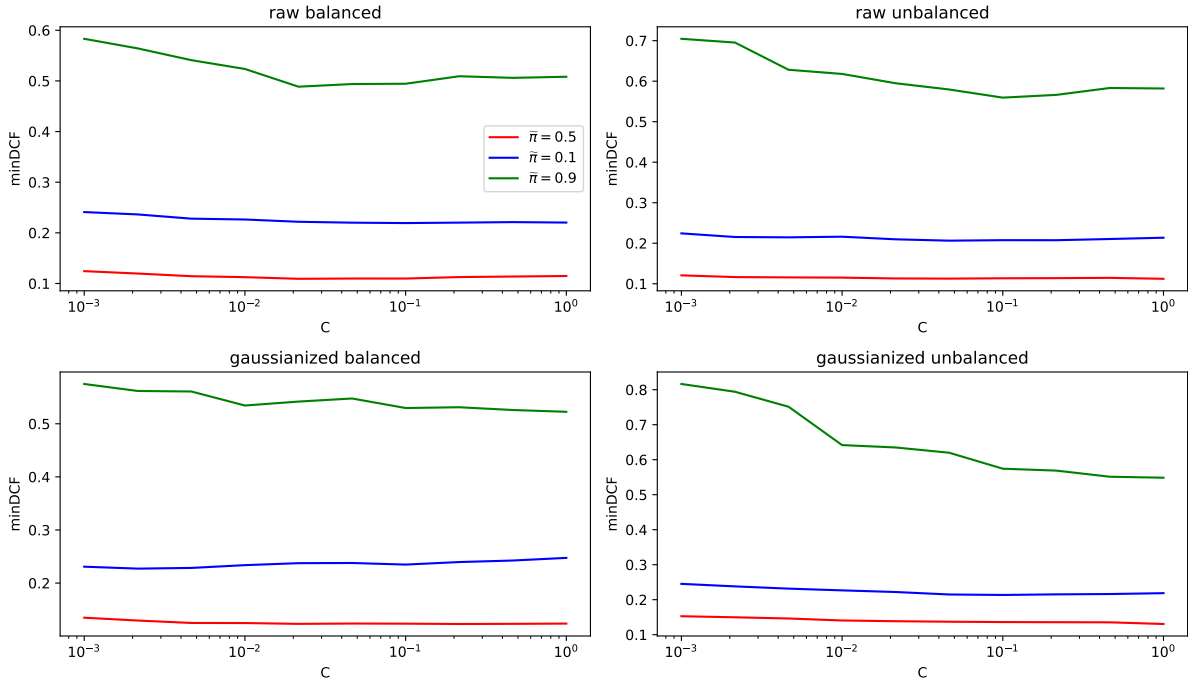 raw balanced
0.6
0.5
0.4
0.3
0.2
0.1
minDCF
10⁻³
10⁻²
10⁻¹
10⁰
C
π̃ = 0.5
π̃ = 0.1
π̃ = 0.9
raw unbalanced
0.7
0.6
0.5
0.4
0.3
0.2
0.1
minDCF
10⁻³
10⁻²
10⁻¹
10⁰
C
gaussianized balanced
0.5
0.4
0.3
0.2
minDCF
10⁻³
10⁻²
10⁻¹
10⁰
C
gaussianized unbalanced
0.8
0.7
0.6
0.5
0.4
0.3
0.2
0.1
minDCF
10⁻³
10⁻²
10⁻¹
10⁰
C